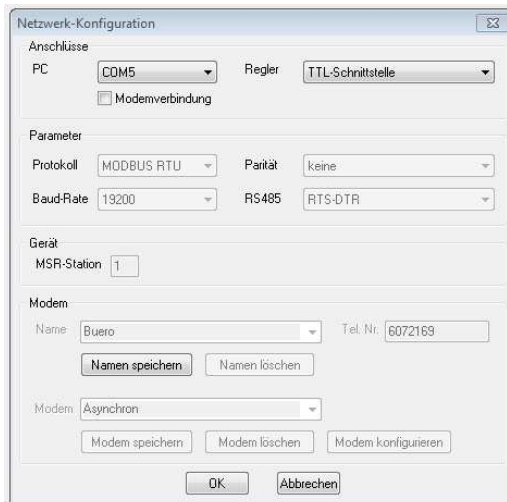 Netzwerk-Konfiguration
Anschlüsse
PC COM5 Regler TTL-Schnittstelle
Modemverbindung
Parameter
Protokoll MODBUS RTU Parität keine
Baud-Rate 19200 RS485 RTS-DTR
Gerät
MSR-Station 1
Modem
Name Buero Tel. Nr. 6072169
Namen speichern Namen löschen
Modem Asynchron
Modem speichern Modem löschen Modem konfigurieren
OK Abbrechen